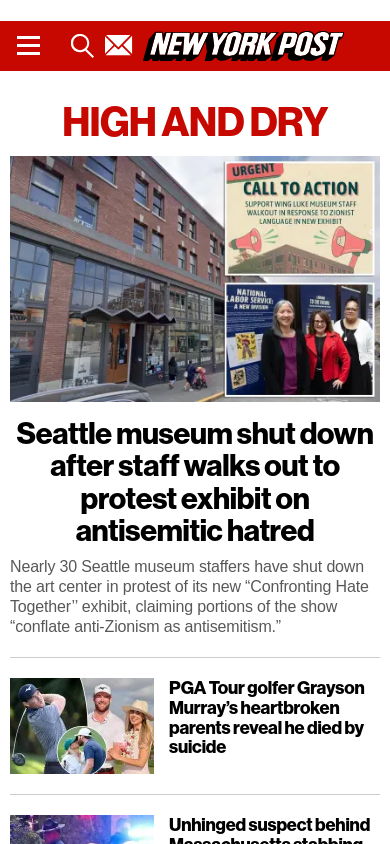 NEW YORK POST
HIGH AND DRY
URGENT
CALL TO ACTION
SUPPORT WING LUKE MUSEUM STAFF
WALKOUT IN RESPONSE TO ZIONIST
LANGUAGE IN NEW EXHIBIT
NATIONAL
LABOR SERVICE:
A NEW DIVISION
Seattle museum shut down
after staff walks out to
protest exhibit on
antisemitic hatred
Nearly 30 Seattle museum staffers have shut down
the art center in protest of its new “Confronting Hate
Together’’ exhibit, claiming portions of the show
“conflate anti-Zionism as antisemitism.”
PGA Tour golfer Grayson
Murray’s heartbroken
parents reveal he died by
suicide
Unhinged suspect behind
Massachusetts stabbing